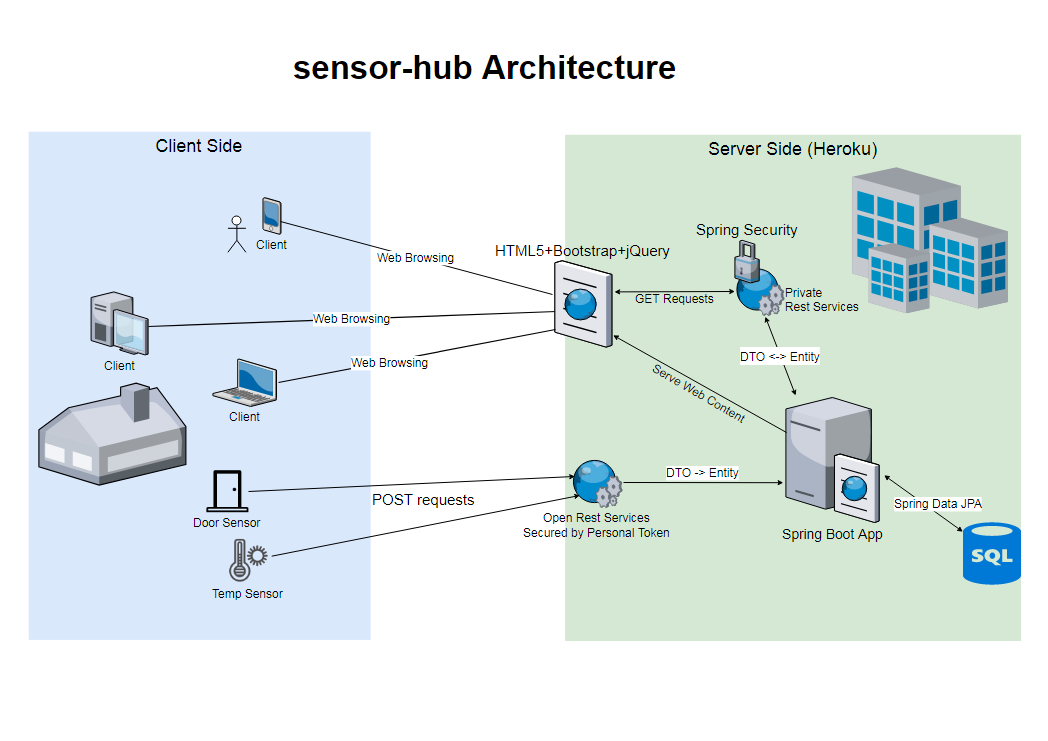 sensor-hub Architecture
Client Side
Server Side (Heroku)
Client
Web Browsing
HTML5+Bootstrap+jQuery
Spring Security
GET Requests
Private
Rest Services
Client
Web Browsing
Web Browsing
Client
DTO <-> Entity
Serve Web Content
Door Sensor
POST requests
DTO -> Entity
Open Rest Services
Secured by Personal Token
Spring Boot App
Spring Data JPA
SQL
Temp Sensor